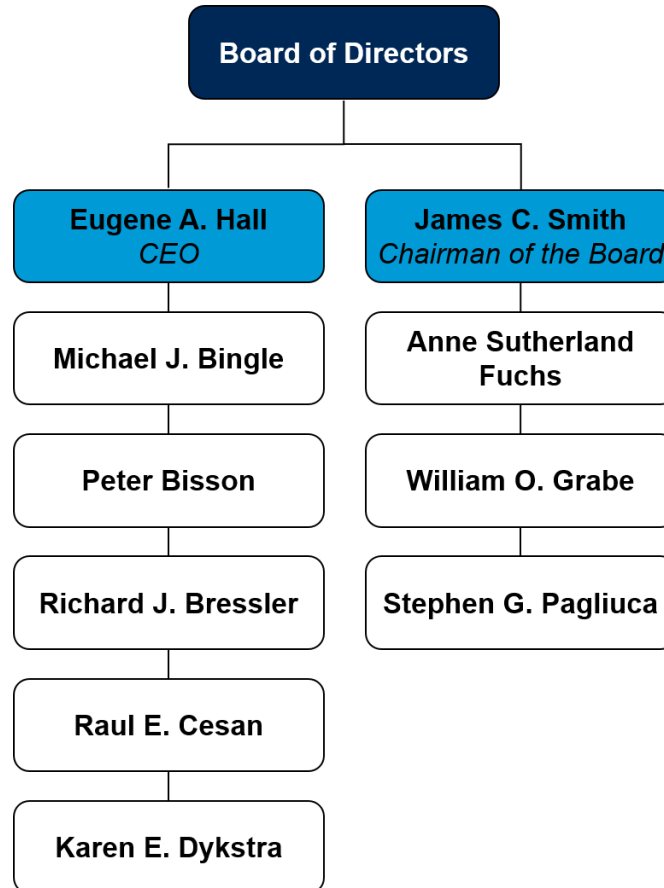 Board of Directors
Eugene A. Hall
CEO
Michael J. Bingle
Peter Bisson
Richard J. Bressler
Raul E. Cesan
Karen E. Dykstra
James C. Smith
Chairman of the Board
Anne Sutherland
Fuchs
William O. Grabe
Stephen G. Pagliuca